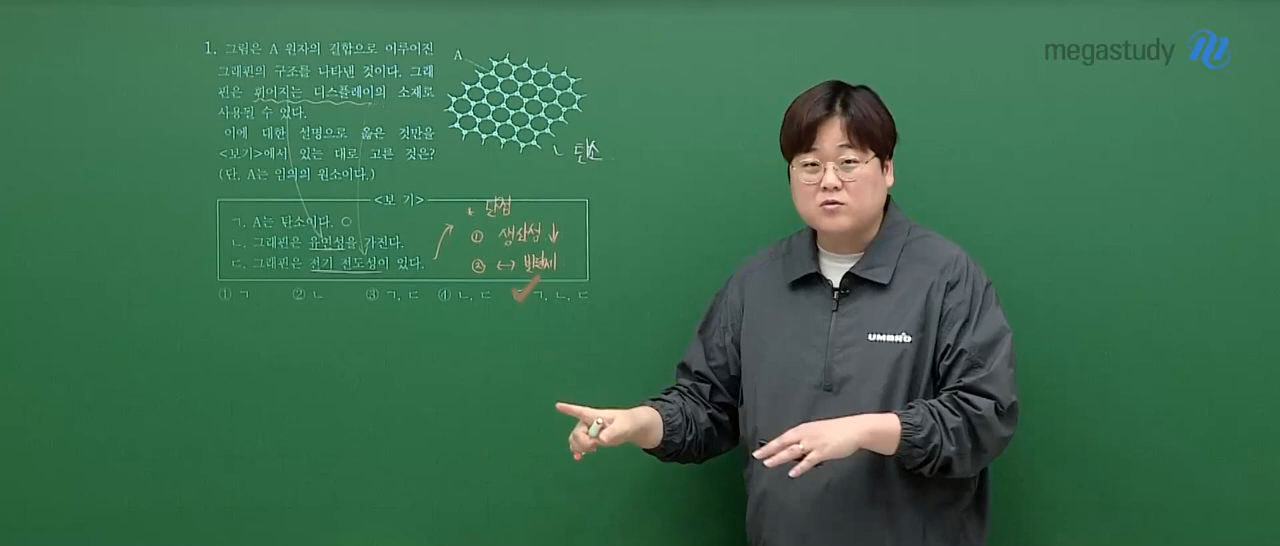 megastudy
1. 그림은 A 원자의 결합으로 이루어진
그래핀의 구조를 나타낸 것이다. 그래
핀은 휘어지는 디스플레이의 소재로
사용될 수 있다.
이에 대한 설명으로 옳은 것만을
<보기>에서 있는 대로 고른 것은?
(단, A는 임의의 원소이다.)
A
탄소
<보 기>
ㄱ. A는 탄소이다. ○
ㄴ. 그래핀은 유연성을 가진다.
ㄷ. 그래핀은 전기 전도성이 있다.
* 단점
① 생산성 ↓
② ↔
① ㄱ ② ㄴ ③ ㄱ, ㄷ ④ ㄴ, ㄷ ㄱ, ㄴ, ㄷ
UMBRO